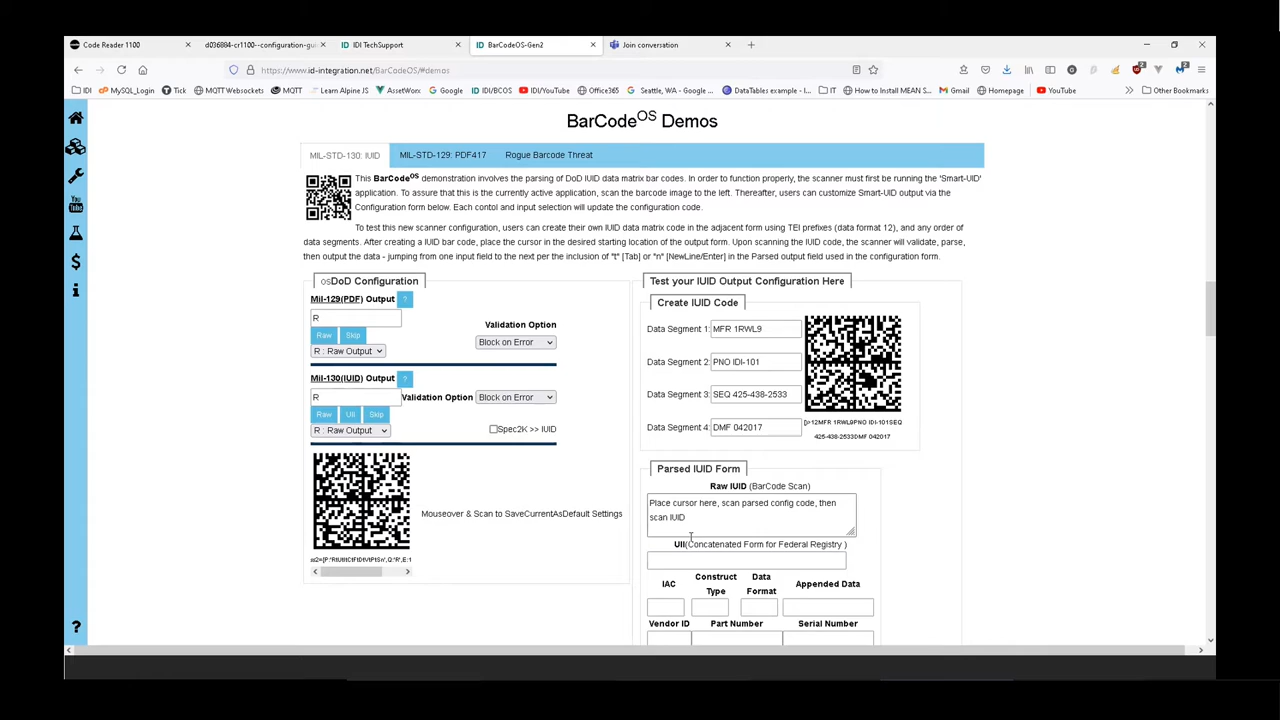 Code Reader 1100
d036884-cr1100--configuration-gu
IDI TechSupport
BarCodeOS-Gen2
Join conversation
https://www.id-integration.net/BarCodeOS/#demos
IDI
MySQL_Login
Tick
MQTT Websockets
MQTT
Learn Alpine JS
AssetWorx
Google
IDI/BCOS
IDI/YouTube
Office365
Seattle, WA - Googl...
DataTables example - I...
IT
How to Install MEAN S...
Gmail
Homepage
YouTube
Other Bookmarks
BarCodeOS Demos
MIL-STD-130: IUID
MIL-STD-129: PDF417
Rogue Barcode Threat
This BarCodeOS demonstration involves the parsing of DoD IUID data matrix bar codes. In order to function properly, the scanner must first be running the 'Smart-UID'
application. To assure that this is the currently active application, scan the barcode image to the left. Thereafter, users can customize Smart-UID output via the
Configuration form below. Each contol and input selection will update the configuration code.
To test this new scanner configuration, users can create their own IUID data matrix code in the adjacent form using TEI prefixes (data format 12), and any order of
data segments. After creating a IUID bar code, place the cursor in the desired starting location of the output form. Upon scanning the IUID code, the scanner will validate, parse,
then output the data - jumping from one input field to the next per the inclusion of "t" [Tab] or "n" [NewLine/Enter] in the Parsed output field used in the configuration form.
osDoD Configuration
Mil-129(PDF) Output ?
R
Raw Skip
R : Raw Output
Validation Option
Block on Error
Mil-130(IUID) Output ?
R
Validation Option
Block on Error
Raw UII Skip
R : Raw Output
Spec2K >> IUID
Mouseover & Scan to SaveCurrentAsDefault Settings
Test your IUID Output Configuration Here
Create IUID Code
Data Segment 1: MFR 1RWL9
Data Segment 2: PNO IDI-101
Data Segment 3: SEQ 425-438-2533
Data Segment 4: DMF 042017
[)>12MFR 1RWL9PNO IDI-101SEQ
425-438-2533DMF 042017
Parsed IUID Form
Raw IUID (BarCode Scan)
Place cursor here, scan parsed config code, then
scan IUID
UII(Concatenated Form for Federal Registry )
IAC
Construct
Type
Data
Format
Appended Data
Vendor ID
Part Number
Serial Number
?